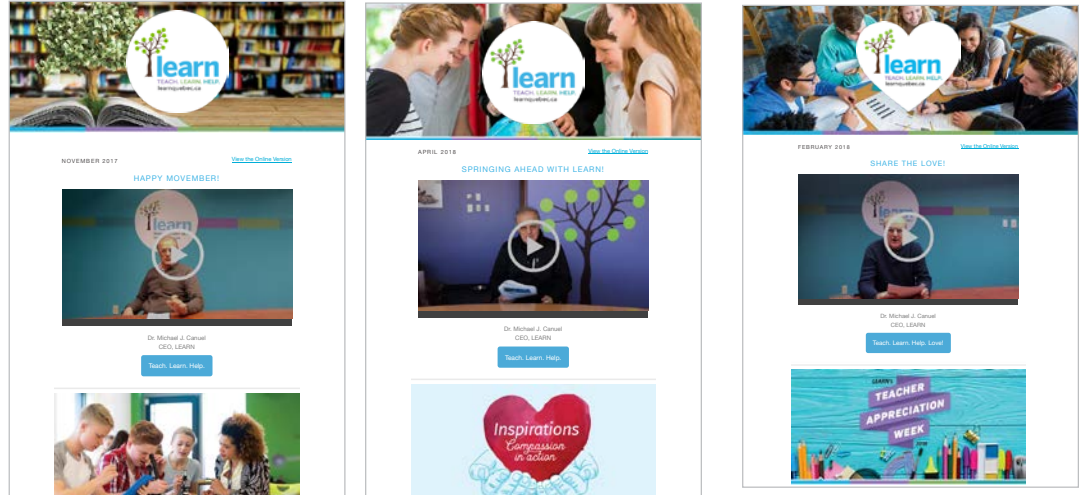 learn
TEACH. LEARN. HELP.
learnquebec.ca
NOVEMBER 2017
View the Online Version
HAPPY MOVEMBER!
learn
Dr. Michael J. Canuel
CEO, LEARN
Teach. Learn. Help.
learn
TEACH. LEARN. HELP.
learnquebec.ca
APRIL 2018
View the Online Version
SPRINGING AHEAD WITH LEARN!
Dr. Michael J. Canuel
CEO, LEARN
Teach. Learn. Help.
Inspirations
Compassion
in action
learn
TEACH. LEARN. HELP.
learnquebec.ca
FEBRUARY 2018
View the Online Version
SHARE THE LOVE!
learn
Dr. Michael J. Canuel
CEO, LEARN
Teach. Learn. Help. Love!
LEARN's
TEACHER
APPRECIATION
WEEK
2018